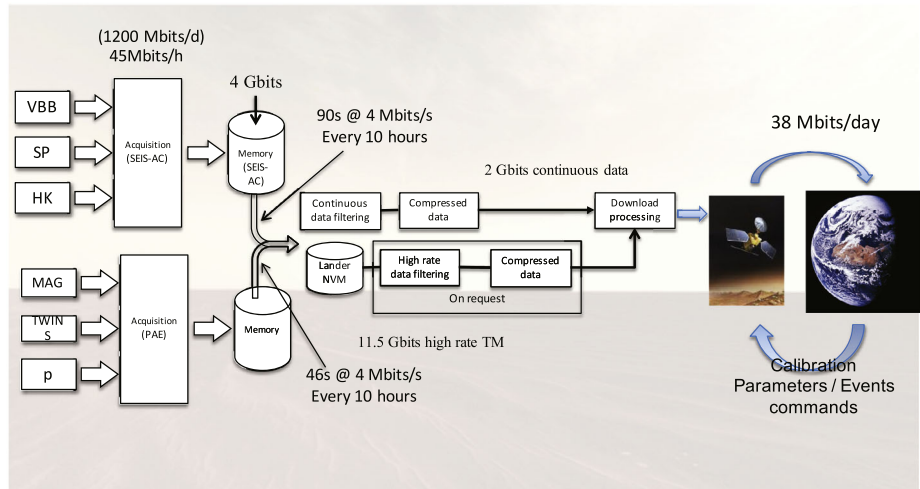 (1200 Mbits/d)
45Mbits/h
4 Gbits
VBB
SP
HK
Acquisition
(SEIS-AC)
Memory
(SEIS-
AC)
90s @ 4 Mbits/s
Every 10 hours
38 Mbits/day
2 Gbits continuous data
Continuous
data filtering
Compressed
data
Download
processing
Lander
NVM
High rate
data filtering
Compressed
data
On request
MAG
TWIN
S
p
Acquisition
(PAE)
Memory
11.5 Gbits high rate TM
46s @ 4 Mbits/s
Every 10 hours
Calibration
Parameters / Events
commands